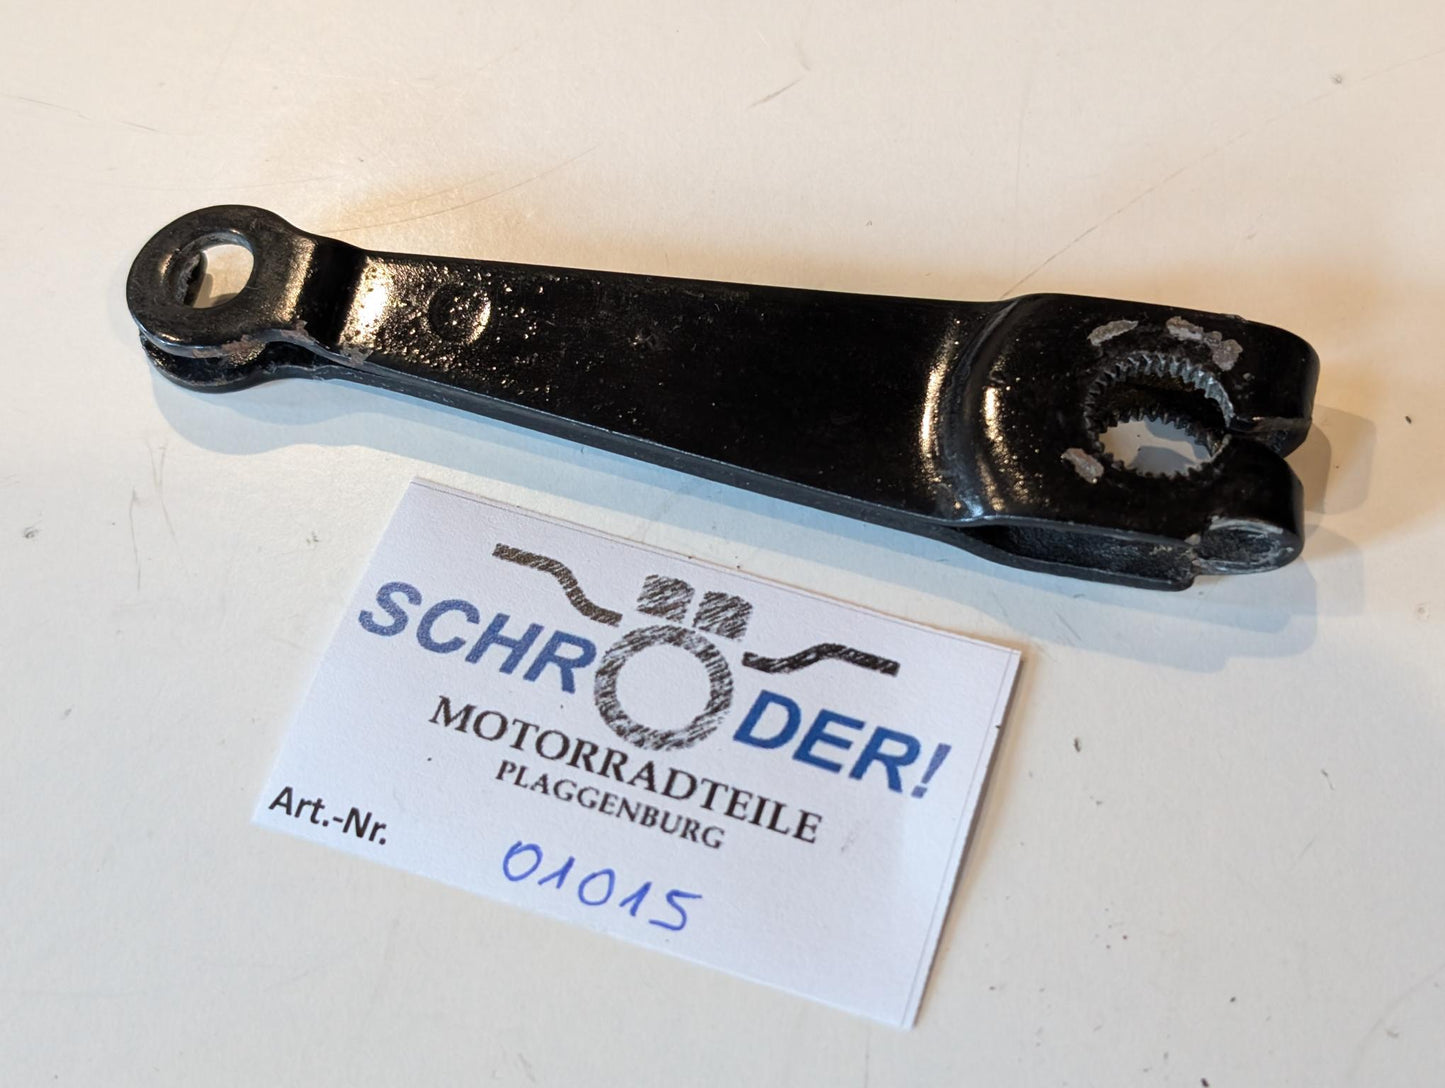 SCHRÖDER!
MOTORRADTEILE
PLAGGENBURG
Art.-Nr.
01015